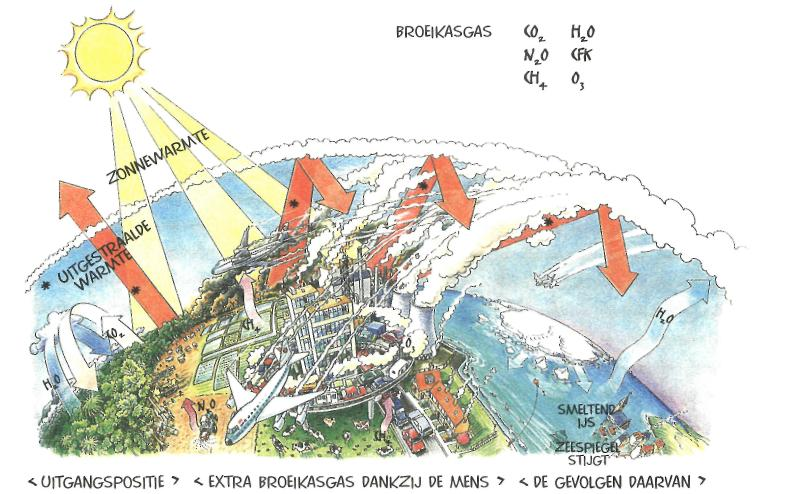 BROEIKASGAS CO₂ H₂O
N₂O CFK
CH₄ O₃
ZONNEWARMTE
* UITGESTRAALDE
WARMTE
*
*
*
*
CO₂
H₂O
CH₄
N₂O
O₃
H₂O
SMELTEND
IJS
ZEESPIEGEL
STIJGT
< UITGANGSPOSITIE > < EXTRA BROEIKASGAS DANKZIJ DE MENS > < DE GEVOLGEN DAARVAN >